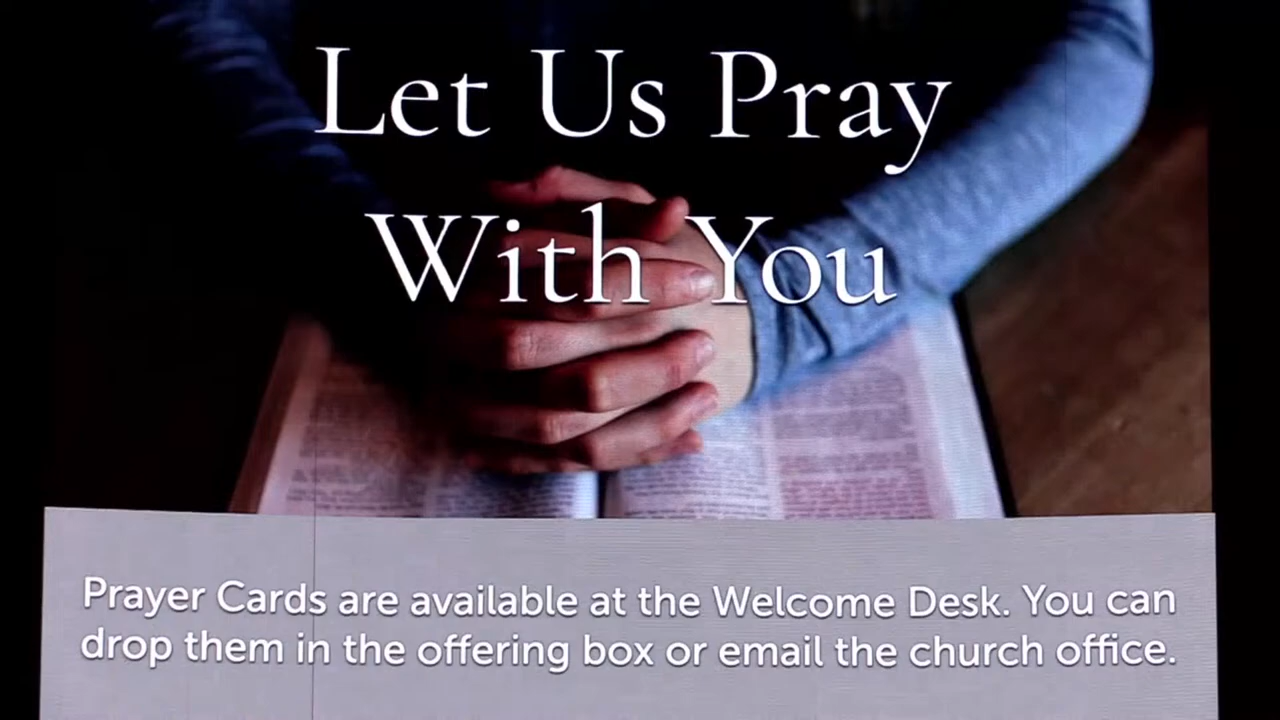 Let Us Pray
With You
Prayer Cards are available at the Welcome Desk. You can
drop them in the offering box or email the church office.